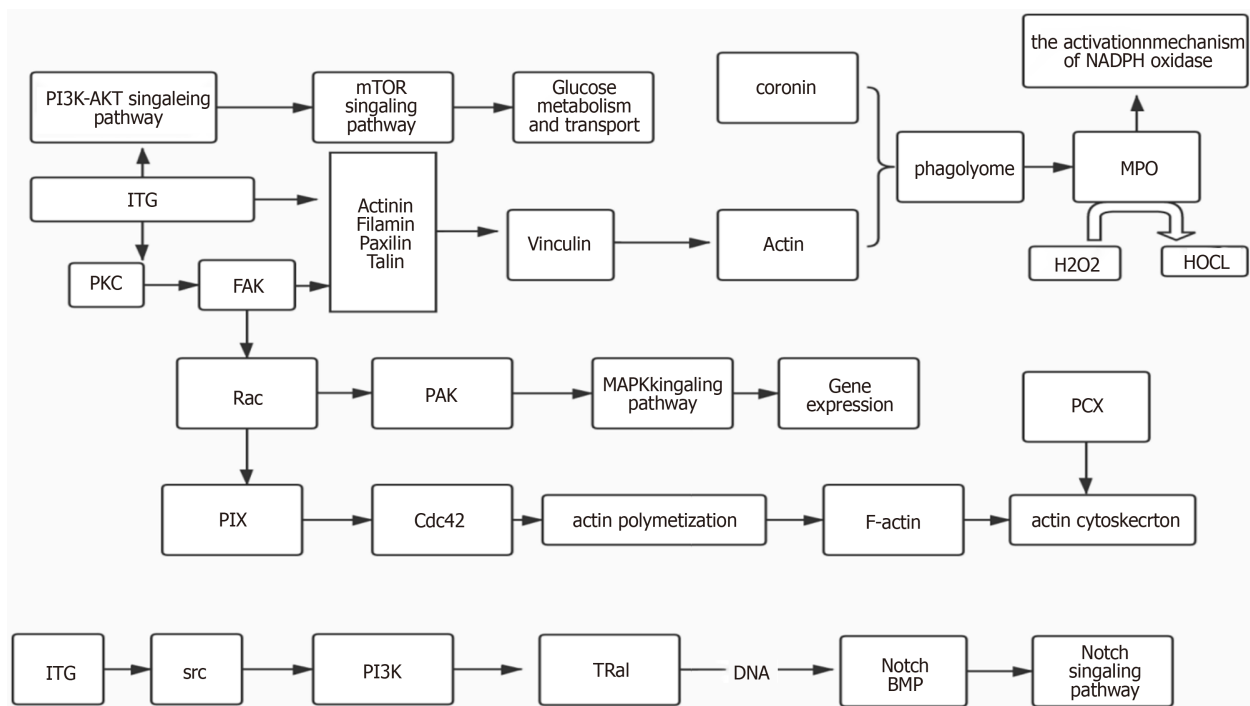 the activationnmechanism
of NADPH oxidase
PI3K-AKT singaleing
pathway
mTOR
singaling
pathway
Glucose
metabolism
and transport
coronin
phagolyome
MPO
ITG
Actinin
Filamin
Paxilin
Talin
Vinculin
Actin
H2O2
HOCL
PKC
FAK
Rac
PAK
MAPKkingaling
pathway
Gene
expression
PCX
PIX
Cdc42
actin polymetization
F-actin
actin cytoskecrton
ITG
src
PI3K
TRal
DNA
Notch
BMP
Notch
singaling
pathway